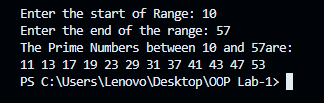 Enter the start of Range: 10
Enter the end of the range: 57
The Prime Numbers between 10 and 57are:
11 13 17 19 23 29 31 37 41 43 47 53
PS C:\Users\Lenovo\Desktop\OOP Lab-1>